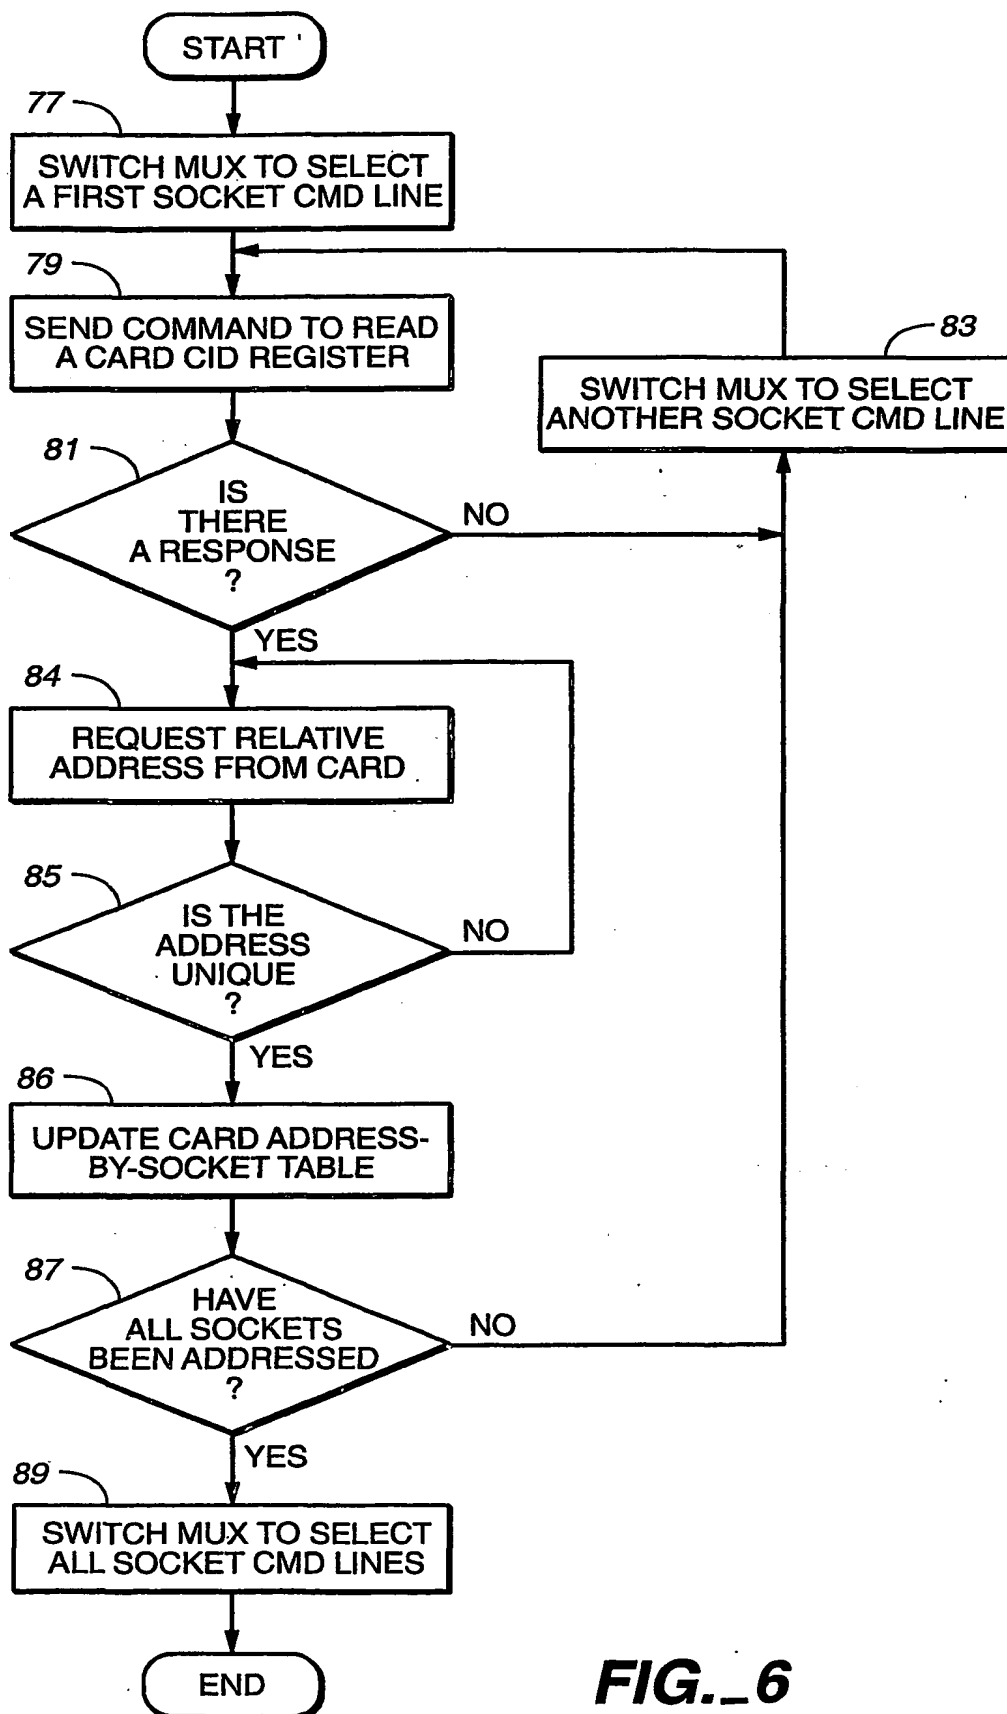 START
77
SWITCH MUX TO SELECT
A FIRST SOCKET CMD LINE
79
SEND COMMAND TO READ
A CARD CID REGISTER
83
SWITCH MUX TO SELECT
ANOTHER SOCKET CMD LINE
81
IS
THERE
A RESPONSE
?
NO
YES
84
REQUEST RELATIVE
ADDRESS FROM CARD
85
IS THE
ADDRESS
UNIQUE
?
NO
YES
86
UPDATE CARD ADDRESS-
BY-SOCKET TABLE
87
HAVE
ALL SOCKETS
BEEN ADDRESSED
?
NO
YES
89
SWITCH MUX TO SELECT
ALL SOCKET CMD LINES
END
FIG._6